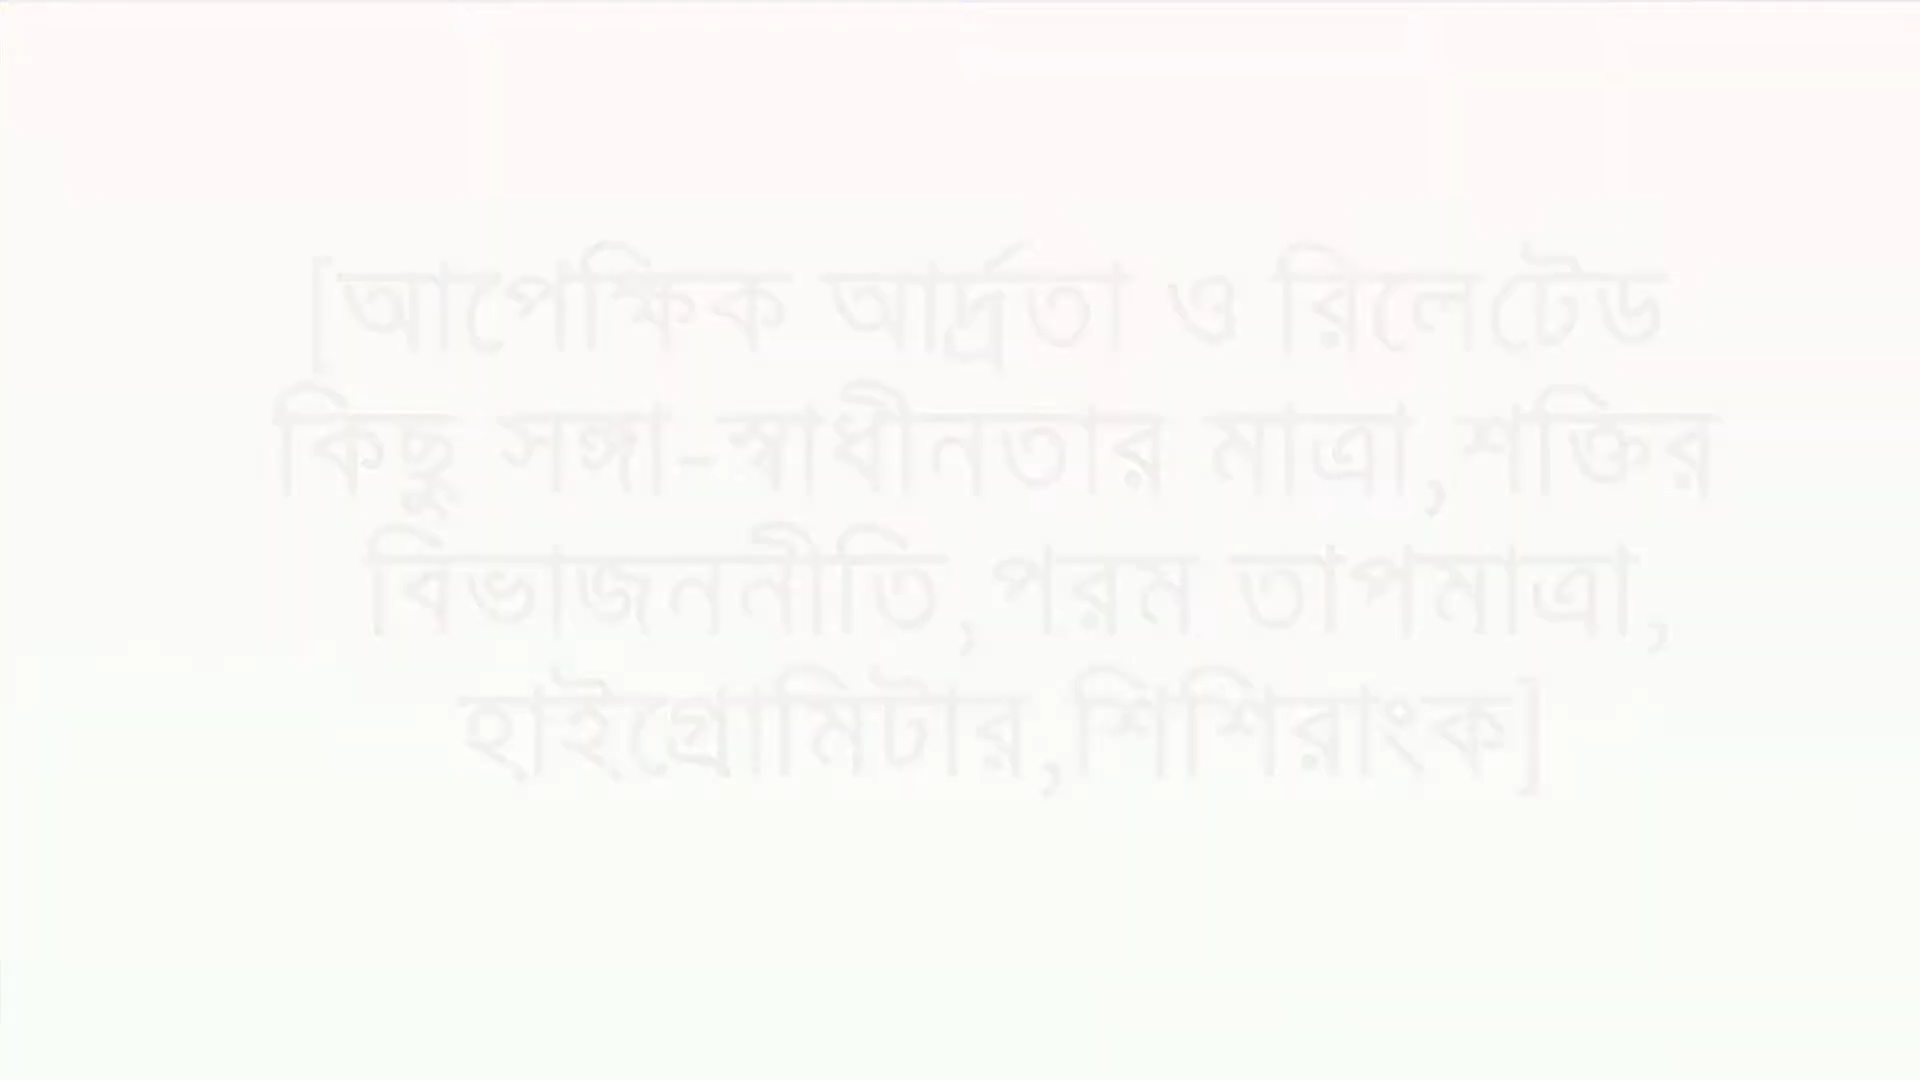 [আপেক্ষিক আর্দ্রতা ও রিলেটেড
কিছু সঙ্গা-স্বাধীনতার মাত্রা,শক্তির
বিভাজননীতি,পরম তাপমাত্রা,
হাইগ্রোমিটার,শিশিরাংক]